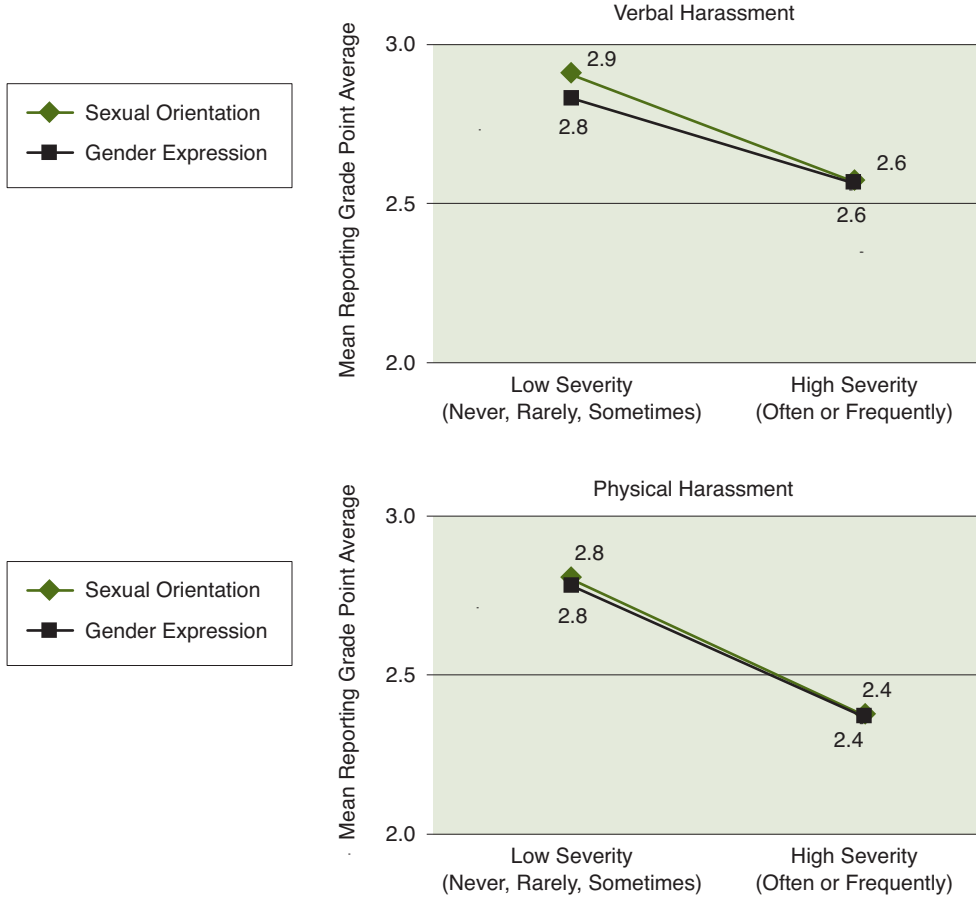 Verbal Harassment
Sexual Orientation
Gender Expression
Mean Reporting Grade Point Average
3.0
2.5
2.0
2.9
2.8
2.6
2.6
Low Severity
(Never, Rarely, Sometimes)
High Severity
(Often or Frequently)
Physical Harassment
Sexual Orientation
Gender Expression
Mean Reporting Grade Point Average
3.0
2.5
2.0
2.8
2.8
2.4
2.4
Low Severity
(Never, Rarely, Sometimes)
High Severity
(Often or Frequently)